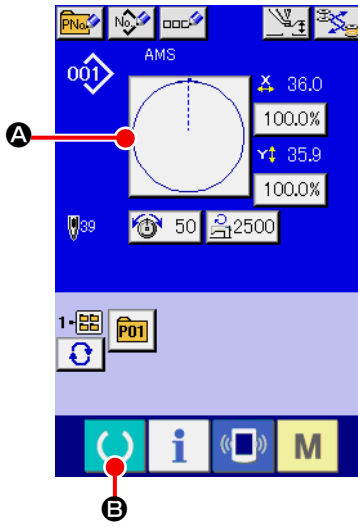 PNo. No.
AMS
001
X 36.0
100.0%
Y 35.9
100.0%
A
39 50 2500
1- P01
i M
B